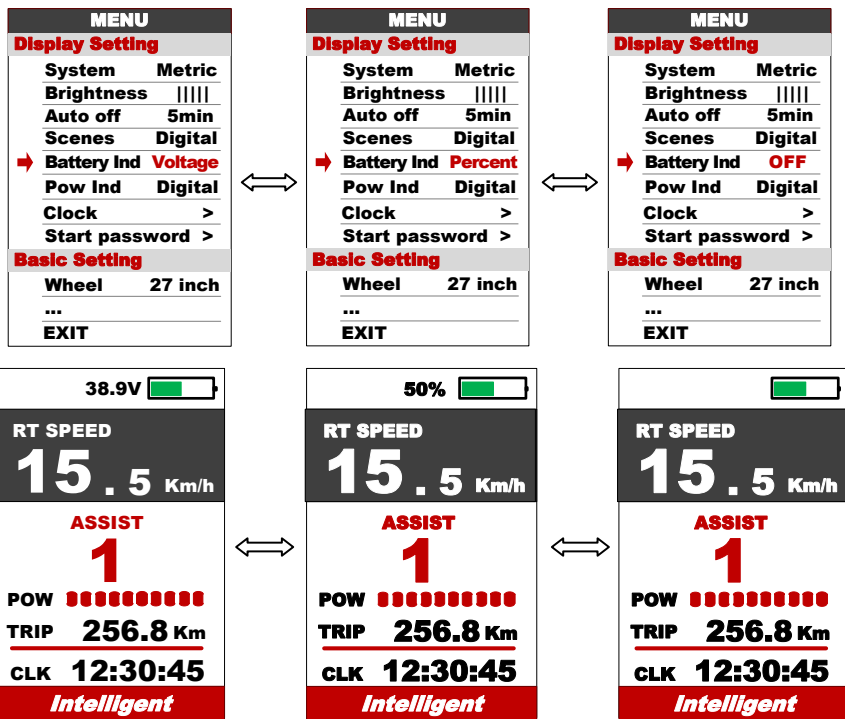 MENU
Display Setting
System Metric
Brightness |||||
Auto off 5min
Scenes Digital
Battery Ind Voltage
Pow Ind Digital
Clock >
Start password >
Basic Setting
Wheel 27 inch
...
EXIT
MENU
Display Setting
System Metric
Brightness |||||
Auto off 5min
Scenes Digital
Battery Ind Percent
Pow Ind Digital
Clock >
Start password >
Basic Setting
Wheel 27 inch
...
EXIT
MENU
Display Setting
System Metric
Brightness |||||
Auto off 5min
Scenes Digital
Battery Ind OFF
Pow Ind Digital
Clock >
Start password >
Basic Setting
Wheel 27 inch
...
EXIT
38.9V
RT SPEED
15.5 Km/h
ASSIST
1
POW
TRIP 256.8 Km
CLK 12:30:45
Intelligent
50%
RT SPEED
15.5 Km/h
ASSIST
1
POW
TRIP 256.8 Km
CLK 12:30:45
Intelligent
RT SPEED
15.5 Km/h
ASSIST
1
POW
TRIP 256.8 Km
CLK 12:30:45
Intelligent